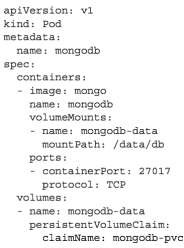 apiVersion: v1
kind: Pod
metadata:
  name: mongodb
spec:
  containers:
  - image: mongo
    name: mongodb
    volumeMounts:
    - name: mongodb-data
      mountPath: /data/db
    ports:
    - containerPort: 27017
      protocol: TCP
  volumes:
  - name: mongodb-data
    persistentVolumeClaim:
      claimName: mongodb-pvc